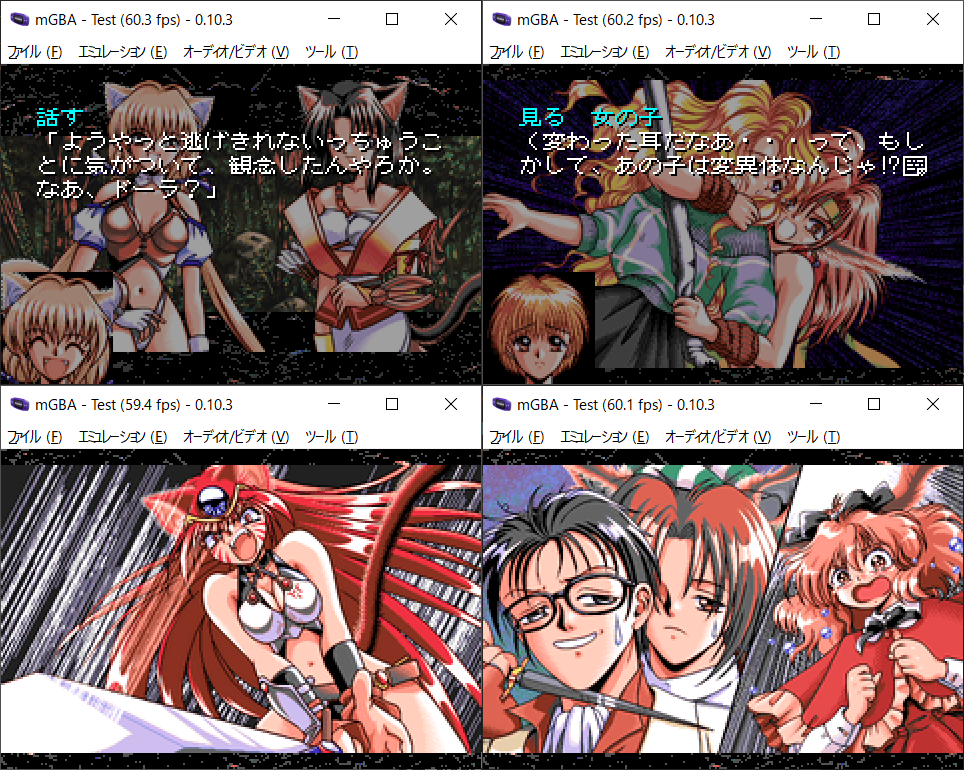 mGBA - Test (60.3 fps) - 0.10.3
ファイル (F) エミュレーション (E) オーディオ/ビデオ (V) ツール (T)
話す
「ようやっと逃げきれないっちゅうこ
とに気がついて、観念したんやろか。
なあ、ドーラ？」
mGBA - Test (60.2 fps) - 0.10.3
ファイル (F) エミュレーション (E) オーディオ/ビデオ (V) ツール (T)
見る 女の子
（変わった耳だなあ・・・って、もし
かして、あの子は変異体なんじゃ!?
mGBA - Test (59.4 fps) - 0.10.3
ファイル (F) エミュレーション (E) オーディオ/ビデオ (V) ツール (T)
mGBA - Test (60.1 fps) - 0.10.3
ファイル (F) エミュレーション (E) オーディオ/ビデオ (V) ツール (T)